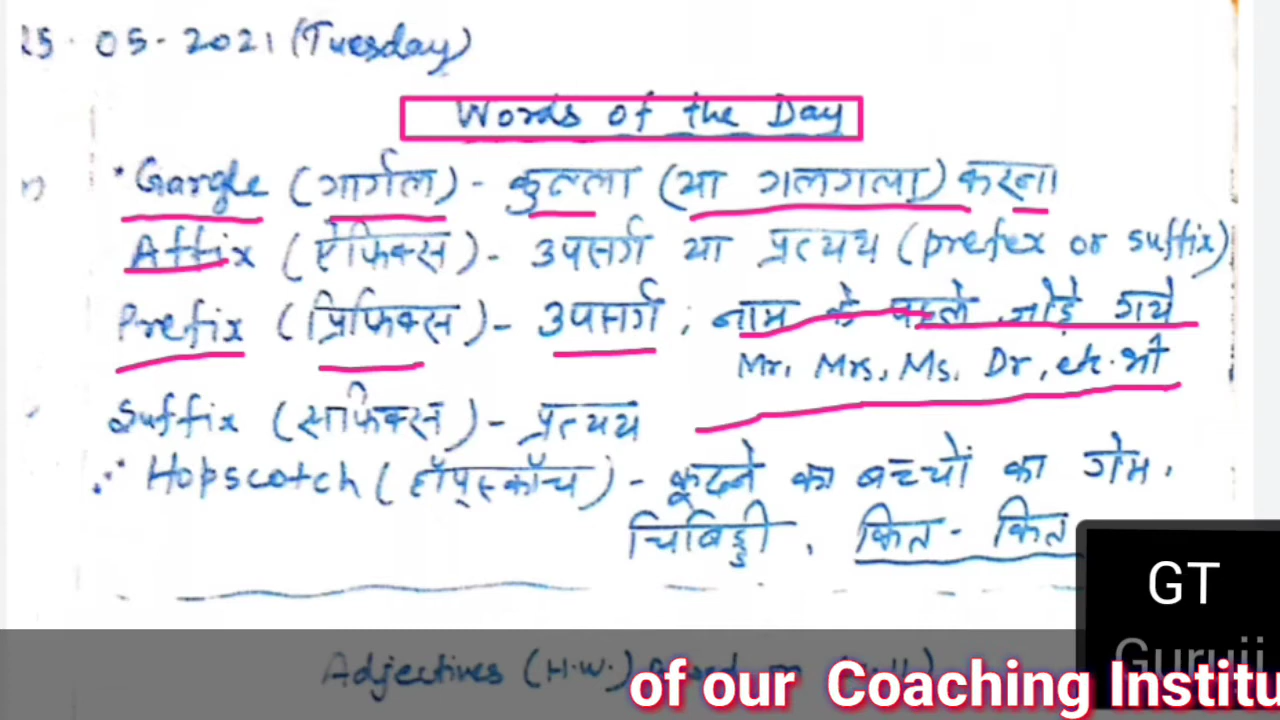 25-05-2021 (Tuesday)
Words of the Day
Gargle (गार्गल) - कुल्ला (या गलगला) करना
Affix (ऐफिक्स) - उपसर्ग या प्रत्यय (prefex or suffix)
Prefix (प्रिफिक्स) - उपसर्ग ; नाम के पहले जोड़े गये
Mr. Mrs, Ms. Dr, etc. भी
Suffix (सफिक्स) - प्रत्यय
Hopscotch (हॉप्स्कॉच) - कूदने का बच्चों का गेम.
चिबिड्डी, कित - कित
GT
Guruji
Adjectives (H.W.)
of our Coaching Institu